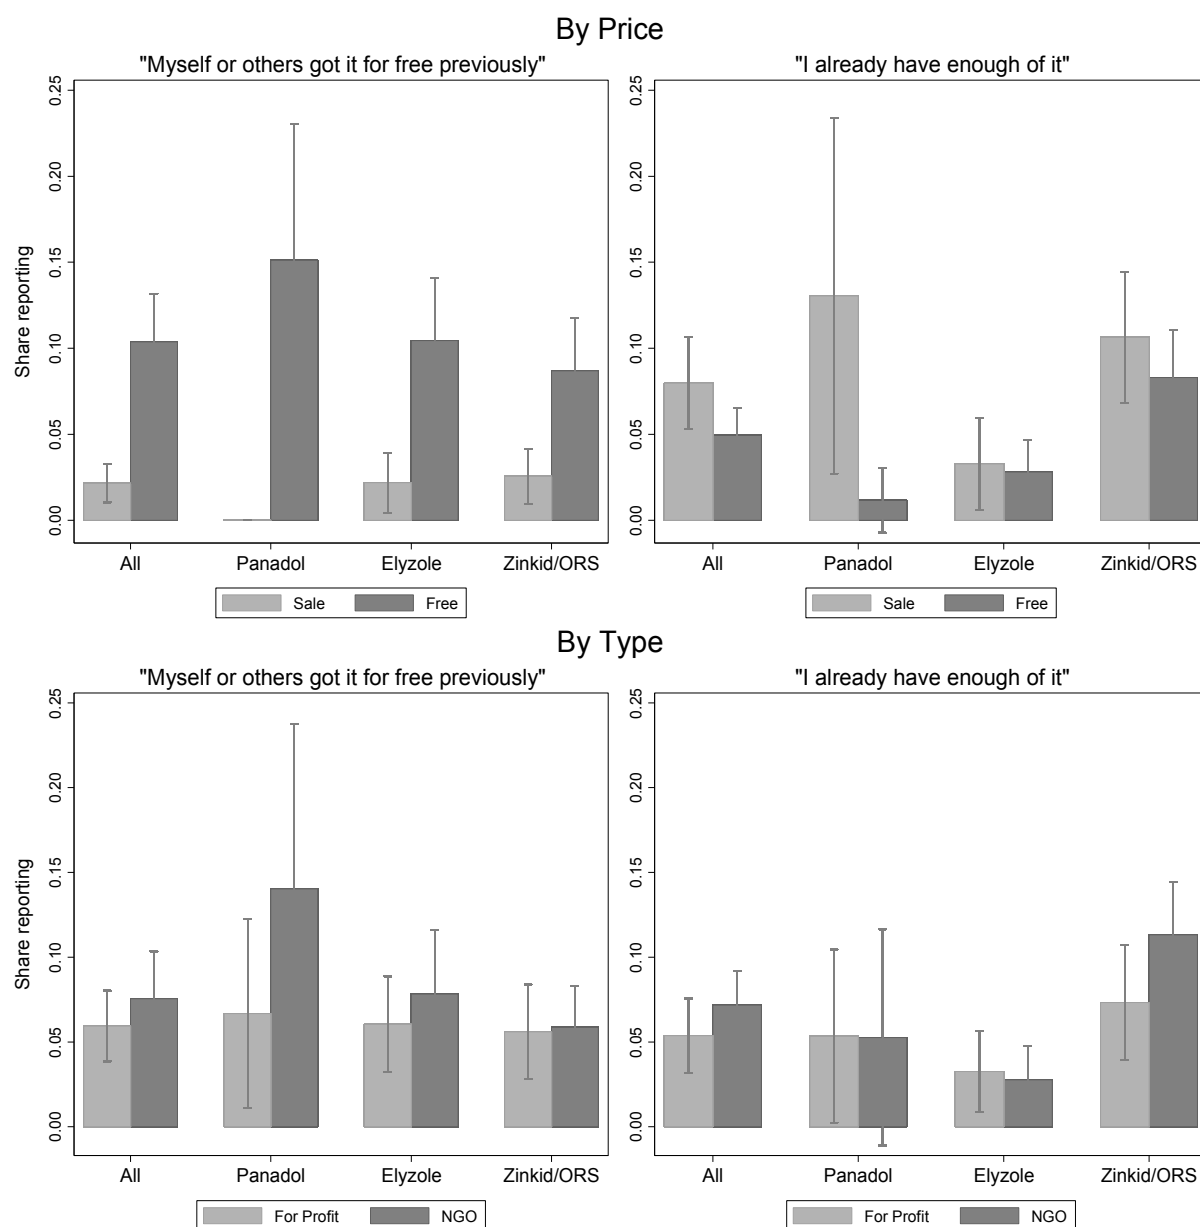 By Price
"Myself or others got it for free previously"
"I already have enough of it"
Share reporting
0.25
0.20
0.15
0.10
0.05
0.00
All
Panadol
Elyzole
Zinkid/ORS
Sale
Free
0.25
0.20
0.15
0.10
0.05
0.00
All
Panadol
Elyzole
Zinkid/ORS
Sale
Free
By Type
"Myself or others got it for free previously"
"I already have enough of it"
Share reporting
0.25
0.20
0.15
0.10
0.05
0.00
All
Panadol
Elyzole
Zinkid/ORS
For Profit
NGO
0.25
0.20
0.15
0.10
0.05
0.00
All
Panadol
Elyzole
Zinkid/ORS
For Profit
NGO